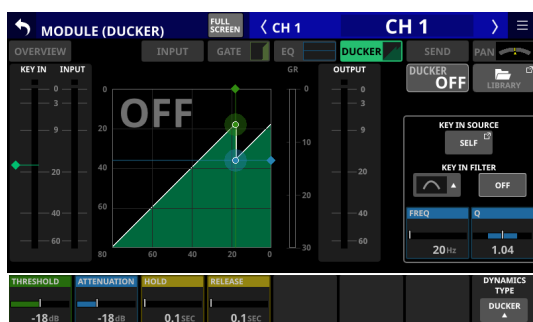 MODULE (DUCKER)
FULL
SCREEN
CH 1
CH 1
OVERVIEW
INPUT
GATE
EQ
DUCKER
SEND
PAN
KEY IN
INPUT
GR
OUTPUT
DUCKER
OFF
LIBRARY
0
3
9
20
40
60
OFF
0
20
40
60
80
60
40
20
0
0
10
20
30
0
3
9
20
40
60
KEY IN SOURCE
SELF
KEY IN FILTER
OFF
FREQ
Q
20 Hz
1.04
THRESHOLD
ATTENUATION
HOLD
RELEASE
DYNAMICS
TYPE
-18dB
-18dB
0.1SEC
0.1SEC
DUCKER